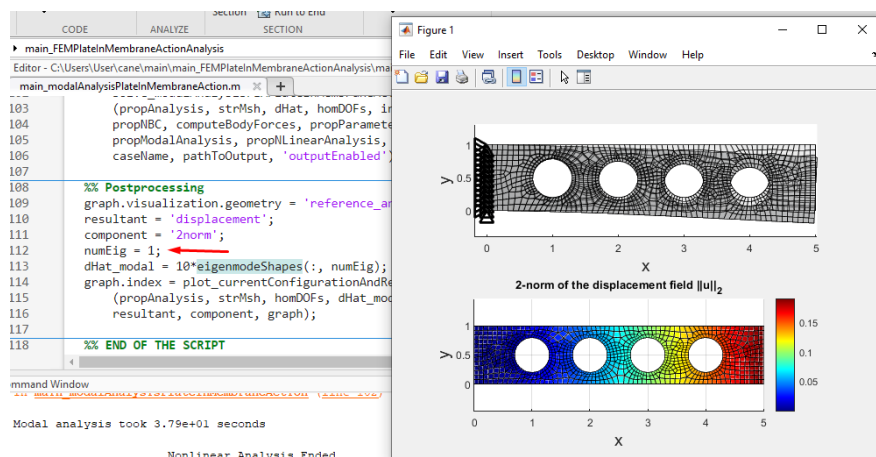 Section Run to End
CODE ANALYZE SECTION
main_FEMPlateInMembraneActionAnalysis
Editor - C:\Users\User\cane\main\main_FEMPlateInMembraneActionAnalysis\ma
main_modalAnalysisPlateInMembraneAction.m × +
103 (propAnalysis, strMsh, dHat, homDOFs, in
104 propNBC, computeBodyForces, propParamete
105 propModalAnalysis, propNLinearAnalysis,
106 caseName, pathToOutput, 'outputEnabled')
107
108 %% Postprocessing
109 graph.visualization.geometry = 'reference_an
110 resultant = 'displacement';
111 component = '2norm';
112 numEig = 1;
113 dHat_modal = 10*eigenmodeShapes(:, numEig);
114 graph.index = plot_currentConfigurationAndRe
115 (propAnalysis, strMsh, homDOFs, dHat_mod
116 resultant, component, graph);
117
118 %% END OF THE SCRIPT
mmand Window
Modal analysis took 3.79e+01 seconds
Nonlinear Analysis Ended
Figure 1
File Edit View Insert Tools Desktop Window Help
1
y 0.5
0
0 1 2 3 4 5
x
2-norm of the displacement field ||u||2
1
y 0.5
0
0 1 2 3 4 5
x
0.15
0.1
0.05